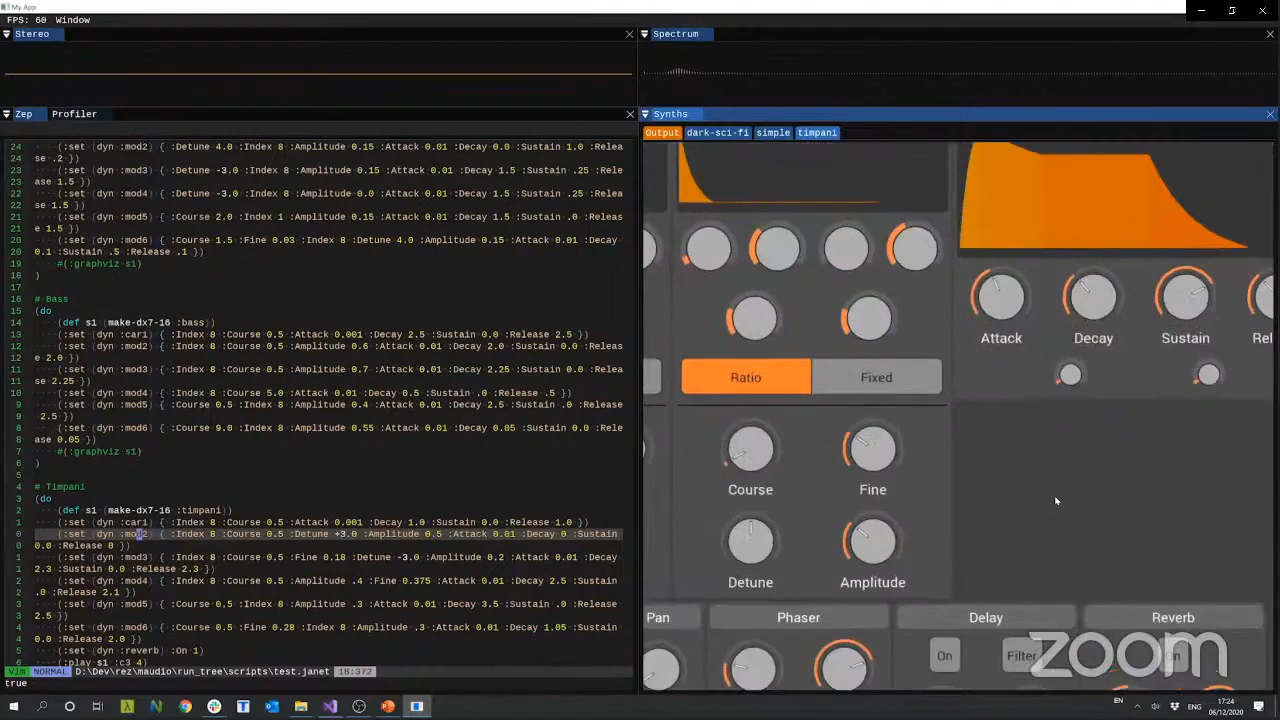 My App
FPS: 60 Window
Stereo
Spectrum
Zep Profiler
Synths
Output dark-sci-fi simple timpani
24 (:set (dyn :mod2) { :Detune 4.0 :Index 8 :Amplitude 0.15 :Attack 0.01 :Decay 0.0 :Sustain 1.0 :Relea
24 se .2 })
23 (:set (dyn :mod3) { :Detune -3.0 :Index 8 :Amplitude 0.15 :Attack 0.01 :Decay 1.5 :Sustain .25 :Rele
23 ase 1.5 })
22 (:set (dyn :mod4) { :Detune -3.0 :Index 8 :Amplitude 0.0 :Attack 0.01 :Decay 1.5 :Sustain .25 :Relea
22 se 1.5 })
21 (:set (dyn :mod5) { :Course 2.0 :Index 1 :Amplitude 0.15 :Attack 0.01 :Decay 1.5 :Sustain .0 :Releas
21 e 1.5 })
20 (:set (dyn :mod6) { :Course 1.5 :Fine 0.03 :Index 8 :Detune 4.0 :Amplitude 0.15 :Attack 0.01 :Decay
20 0.1 :Sustain .5 :Release .1 })
19 #(:graphviz s1)
18 )
17
16 # Bass
15 (do
14 (def s1 (make-dx7-16 :bass))
13 (:set (dyn :car1) { :Index 8 :Course 0.5 :Attack 0.001 :Decay 2.5 :Sustain 0.0 :Release 2.5 })
12 (:set (dyn :mod2) { :Index 8 :Course 0.5 :Amplitude 0.6 :Attack 0.01 :Decay 2.0 :Sustain 0.0 :Releas
12 e 2.0 })
11 (:set (dyn :mod3) { :Index 8 :Course 0.5 :Amplitude 0.7 :Attack 0.01 :Decay 2.25 :Sustain 0.0 :Relea
11 se 2.25 })
10 (:set (dyn :mod4) { :Index 8 :Course 5.0 :Attack 0.01 :Decay 0.5 :Sustain .0 :Release .5 })
9 (:set (dyn :mod5) { :Course 0.5 :Index 8 :Amplitude 0.4 :Attack 0.01 :Decay 2.5 :Sustain .0 :Release
9 2.5 })
8 (:set (dyn :mod6) { :Course 9.0 :Index 8 :Amplitude 0.55 :Attack 0.01 :Decay 0.05 :Sustain 0.0 :Rele
8 ase 0.05 })
7 #(:graphviz s1)
6 )
5
4 # Timpani
3 (do
2 (def s1 (make-dx7-16 :timpani))
1 (:set (dyn :car1) { :Index 8 :Course 0.5 :Attack 0.001 :Decay 1.0 :Sustain 0.0 :Release 1.0 })
0 (:set (dyn :mod2) { :Index 8 :Course 0.5 :Detune +3.0 :Amplitude 0.5 :Attack 0.01 :Decay 0 :Sustain
0 0.0 :Release 0 })
1 (:set (dyn :mod3) { :Index 8 :Course 0.5 :Fine 0.18 :Detune -3.0 :Amplitude 0.2 :Attack 0.01 :Decay
1 2.3 :Sustain 0.0 :Release 2.3 })
2 (:set (dyn :mod4) { :Index 8 :Course 0.5 :Amplitude .4 :Fine 0.375 :Attack 0.01 :Decay 2.5 :Sustain
2 .0 :Release 2.1 })
3 (:set (dyn :mod5) { :Course 0.5 :Index 8 :Amplitude .3 :Attack 0.01 :Decay 3.5 :Sustain .0 :Release
3 2.5 })
4 (:set (dyn :mod6) { :Course 0.5 :Fine 0.28 :Index 8 :Amplitude .3 :Attack 0.01 :Decay 1.05 :Sustain
4 0.0 :Release 2.0 })
5 (:set (dyn :reverb) :On 1)
6 (:play s1 :c3 4)
Vim NORMAL D:\Dev\rez\maudio\run_tree\scripts\test.janet 18:372
true
Attack Decay Sustain Rel
Ratio Fixed
Course Fine
Detune Amplitude
Pan Phaser Delay Reverb
On Filter On
zoom
EN ENG
17:24
06/12/2020